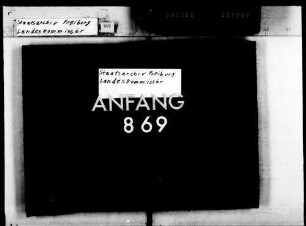 Staatsarchiv Freiburg
Landeskommissär
Staatsarchiv Freiburg
Landeskommissär
ANFANG
869